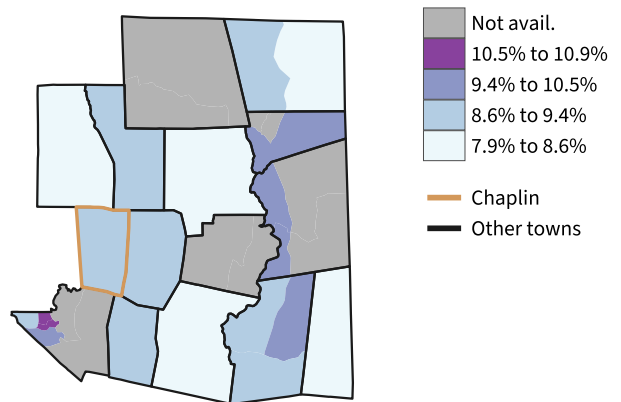 Not avail.
10.5% to 10.9%
9.4% to 10.5%
8.6% to 9.4%
7.9% to 8.6%
Chaplin
Other towns